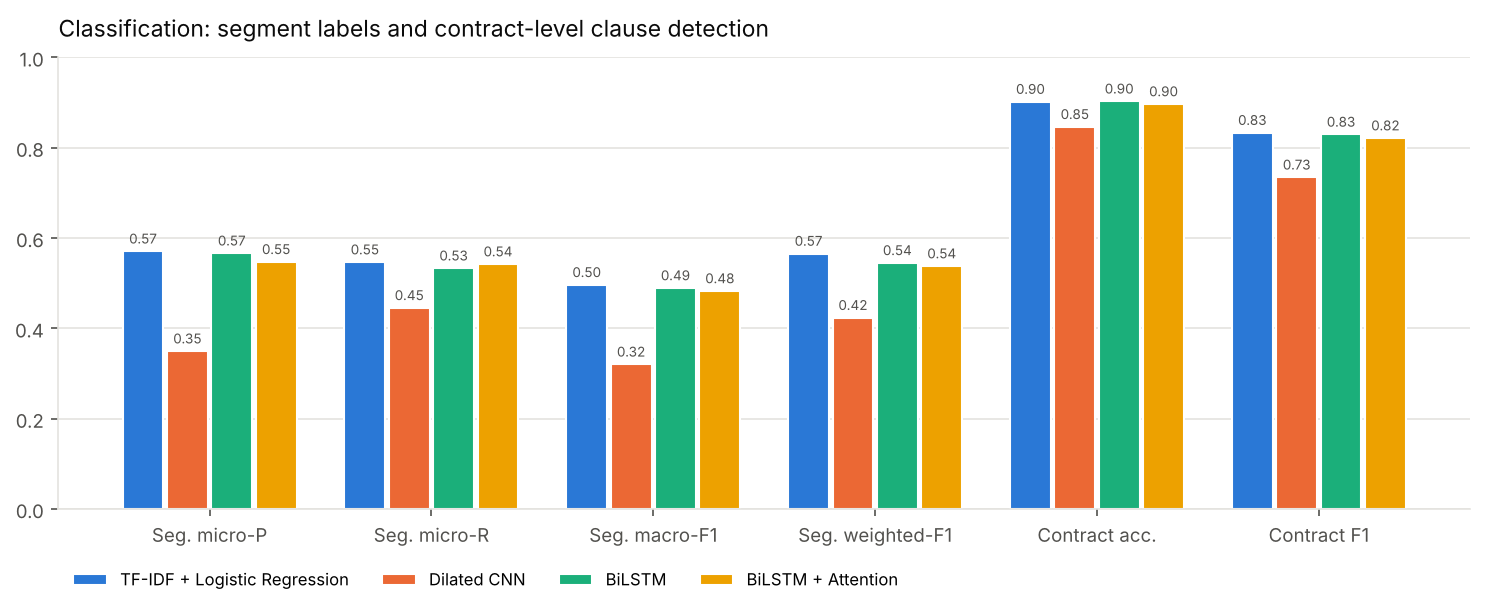 Classification: segment labels and contract-level clause detection
1.0
0.8
0.6
0.4
0.2
0.0
0.57 0.35 0.57 0.55
0.55 0.45 0.53 0.54
0.50 0.32 0.49 0.48
0.57 0.42 0.54 0.54
0.90 0.85 0.90 0.90
0.83 0.73 0.83 0.82
Seg. micro-P Seg. micro-R Seg. macro-F1 Seg. weighted-F1 Contract acc. Contract F1
TF-IDF + Logistic Regression Dilated CNN BiLSTM BiLSTM + Attention